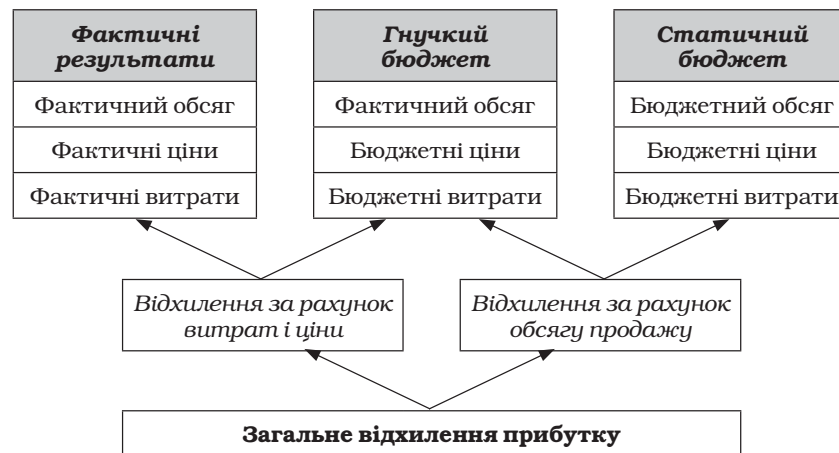 Фактичні
результати
Гнучкий
бюджет
Статичний
бюджет
Фактичний обсяг
Фактичний обсяг
Бюджетний обсяг
Фактичні ціни
Бюджетні ціни
Бюджетні ціни
Фактичні витрати
Бюджетні витрати
Бюджетні витрати
Відхилення за рахунок
витрат і ціни
Відхилення за рахунок
обсягу продажу
Загальне відхилення прибутку